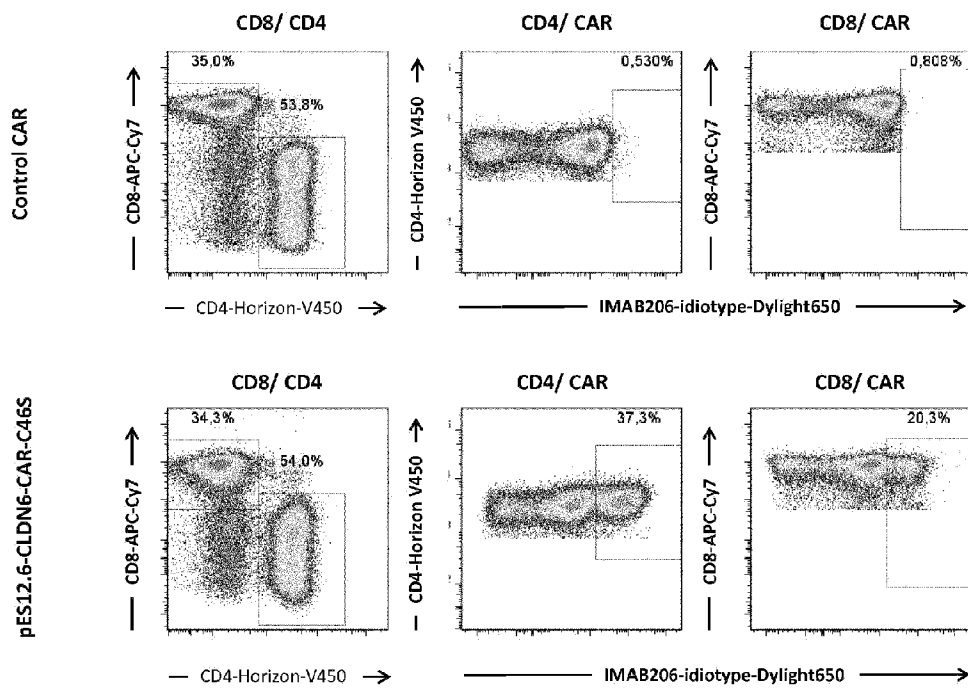 CD8/ CD4
CD4/ CAR
CD8/ CAR
Control CAR
CD8-APC-Cy7
35,0%
53,8%
CD4-Horizon V450
0,530%
CD8-APC-Cy7
0,808%
CD4-Horizon-V450
IMAB206-idiotype-Dylight650
CD8/ CD4
CD4/ CAR
CD8/ CAR
pES12.6-CLDN6-CAR-C46S
CD8-APC-Cy7
34,3%
54,0%
CD4-Horizon V450
37,3%
CD8-APC-Cy7
20,3%
CD4-Horizon-V450
IMAB206-idiotype-Dylight650